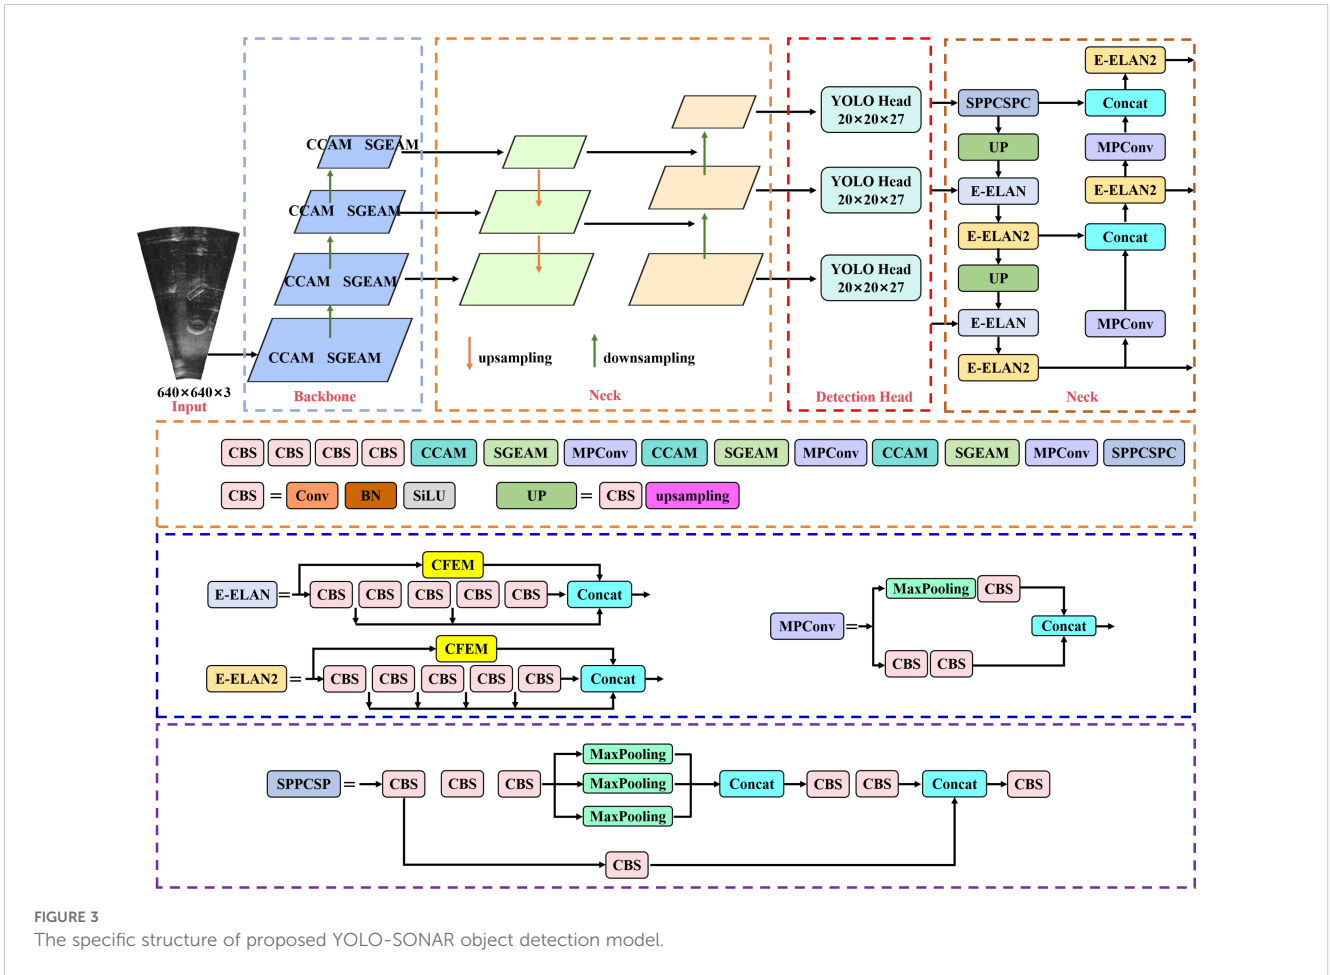 640×640×3
Input
CCAM SGEAM
CCAM SGEAM
CCAM SGEAM
CCAM SGEAM
Backbone
upsampling
downsampling
Neck
YOLO Head
20×20×27
YOLO Head
20×20×27
YOLO Head
20×20×27
Detection Head
SPPCSPC
UP
E-ELAN
E-ELAN2
UP
E-ELAN
E-ELAN2
E-ELAN2
Concat
MPConv
E-ELAN2
Concat
MPConv
Neck
CBS CBS CBS CBS CCAM SGEAM MPConv CCAM SGEAM MPConv CCAM SGEAM MPConv SPPCSPC
CBS = Conv BN SiLU UP = CBS upsampling
CFEM
E-ELAN = CBS CBS CBS CBS CBS Concat
CFEM
E-ELAN2 = CBS CBS CBS CBS CBS Concat
MaxPooling CBS
MPConv = Concat
CBS CBS
MaxPooling
SPPCSP = CBS CBS CBS MaxPooling Concat CBS CBS Concat CBS
MaxPooling
CBS
FIGURE 3
The specific structure of proposed YOLO-SONAR object detection model.